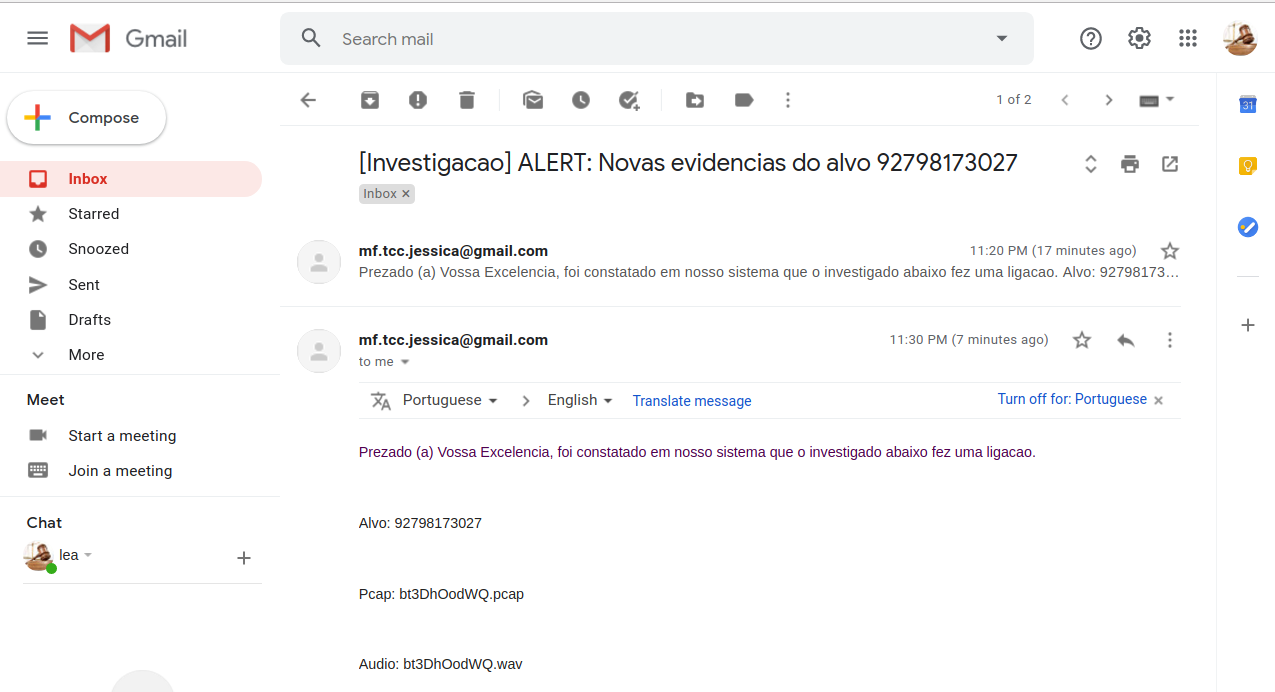 Gmail
Search mail
Compose
1 of 2
31
Inbox
Starred
Snoozed
Sent
Drafts
More
Meet
Start a meeting
Join a meeting
Chat
lea
[Investigacao] ALERT: Novas evidencias do alvo 92798173027
Inbox ×
mf.tcc.jessica@gmail.com 11:20 PM (17 minutes ago)
Prezado (a) Vossa Excelencia, foi constatado em nosso sistema que o investigado abaixo fez uma ligacao. Alvo: 92798173…
mf.tcc.jessica@gmail.com 11:30 PM (7 minutes ago)
to me
Portuguese > English Translate message Turn off for: Portuguese ×
Prezado (a) Vossa Excelencia, foi constatado em nosso sistema que o investigado abaixo fez uma ligacao.
Alvo: 92798173027
Pcap: bt3DhOodWQ.pcap
Audio: bt3DhOodWQ.wav